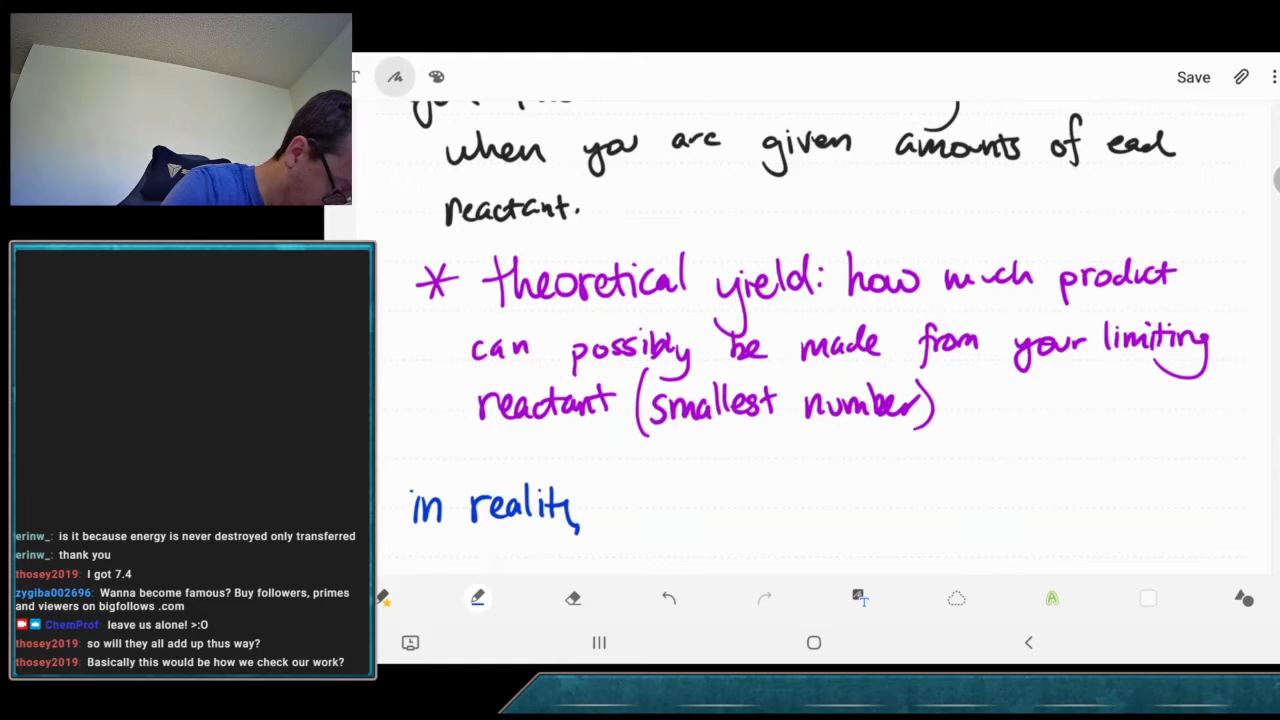 Save
when you are given amounts of each
reactant.
* theoretical yield: how much product
can possibly be made from your limiting
reactant (smallest number)
in reality
erinw_: is it because energy is never destroyed only transferred
erinw_: thank you
thosey2019: I got 7.4
zygiba002696: Wanna become famous? Buy followers, primes
and viewers on bigfollows .com
ChemProf: leave us alone! >:O
thosey2019: so will they all add up thus way?
thosey2019: Basically this would be how we check our work?